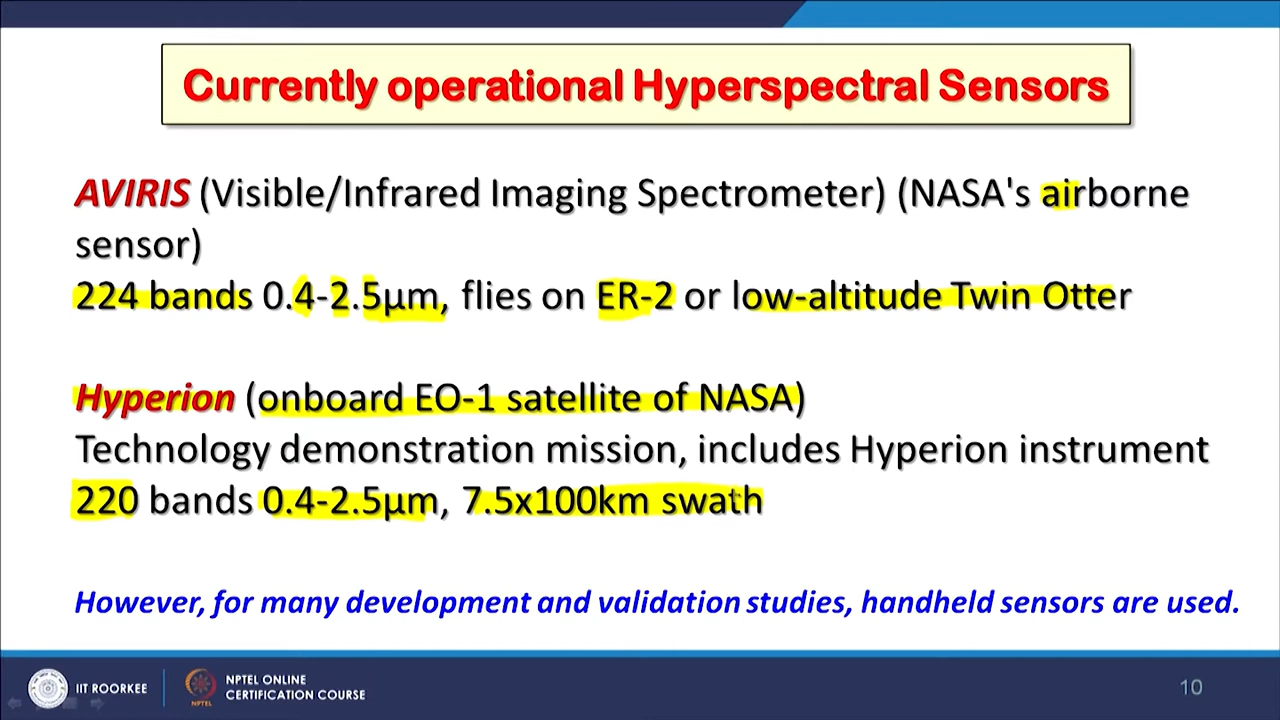 Currently operational Hyperspectral Sensors
AVIRIS (Visible/Infrared Imaging Spectrometer) (NASA's airborne
sensor)
224 bands 0.4-2.5µm, flies on ER-2 or low-altitude Twin Otter
Hyperion (onboard EO-1 satellite of NASA)
Technology demonstration mission, includes Hyperion instrument
220 bands 0.4-2.5µm, 7.5x100km swath
However, for many development and validation studies, handheld sensors are used.
IIT ROORKEE
NPTEL
NPTEL ONLINE
CERTIFICATION COURSE
10